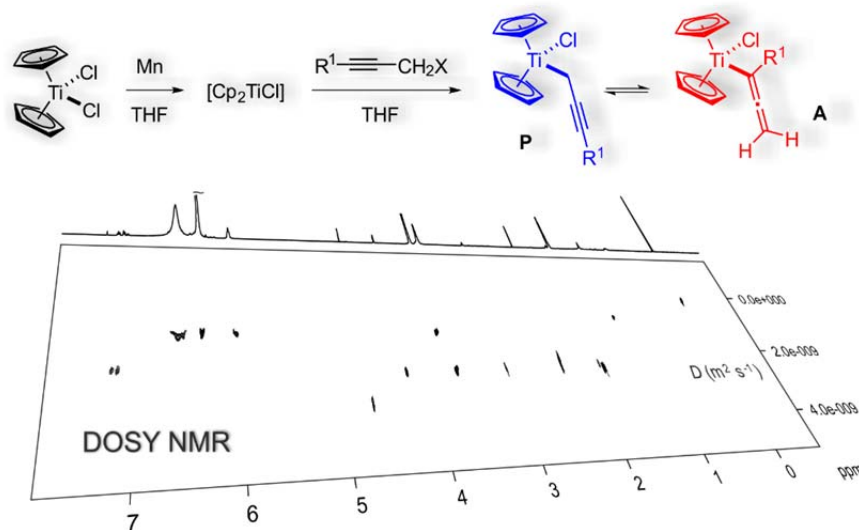 Ti
Cl
Cl
Mn
THF
[Cp₂TiCl]
R¹
CH₂X
THF
Ti
Cl
R¹
P
Ti
Cl
R¹
H
H
A
0.0e+000
2.0e-009
D (m² s⁻¹)
4.0e-009
DOSY NMR
7 6 5 4 3 2 1 0 ppm